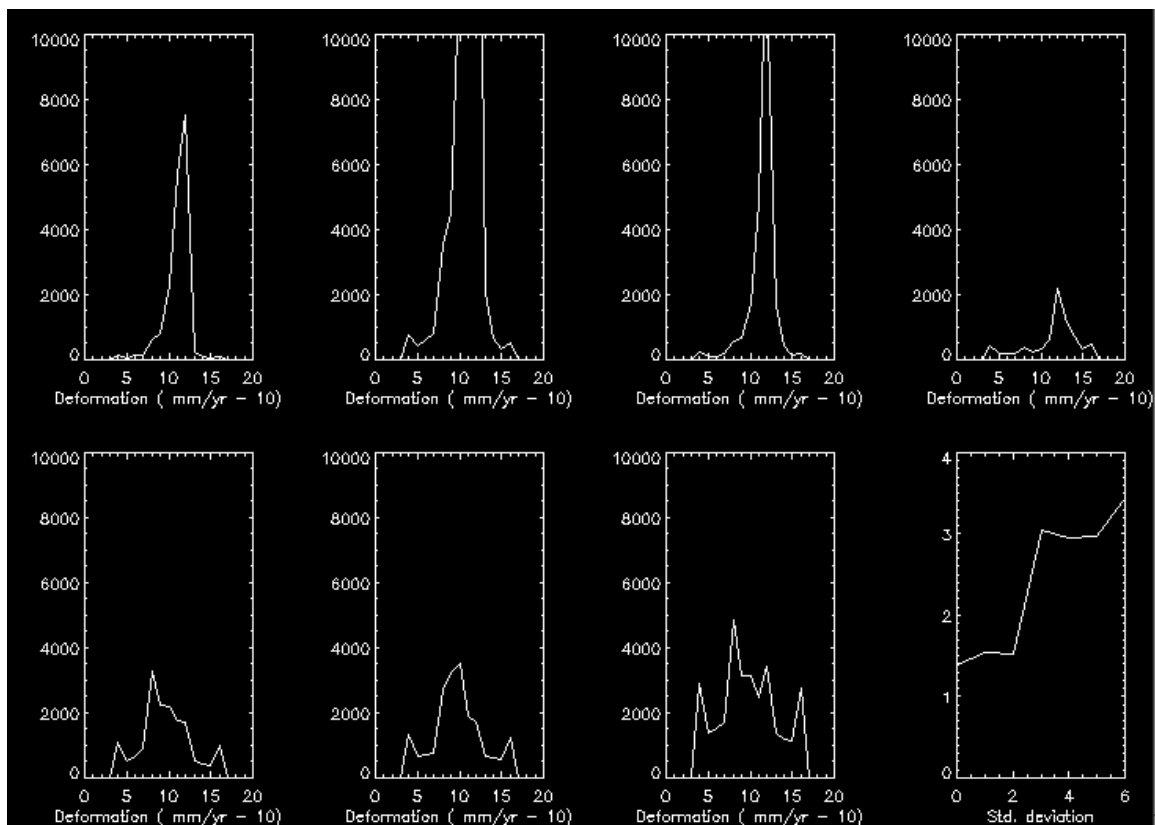 10000 10000 10000 10000
8000 8000 8000 8000
6000 6000 6000 6000
4000 4000 4000 4000
2000 2000 2000 2000
0 0 0 0
0 5 10 15 20 0 5 10 15 20 0 5 10 15 20 0 5 10 15 20
Deformation ( mm/yr - 10) Deformation ( mm/yr - 10) Deformation ( mm/yr - 10) Deformation ( mm/yr - 10)
10000 10000 10000 4
8000 8000 8000
6000 6000 6000 3
4000 4000 4000 2
2000 2000 2000 1
0 0 0 0
0 5 10 15 20 0 5 10 15 20 0 5 10 15 20 0 2 4 6
Deformation ( mm/yr - 10) Deformation ( mm/yr - 10) Deformation ( mm/yr - 10) Std. deviation